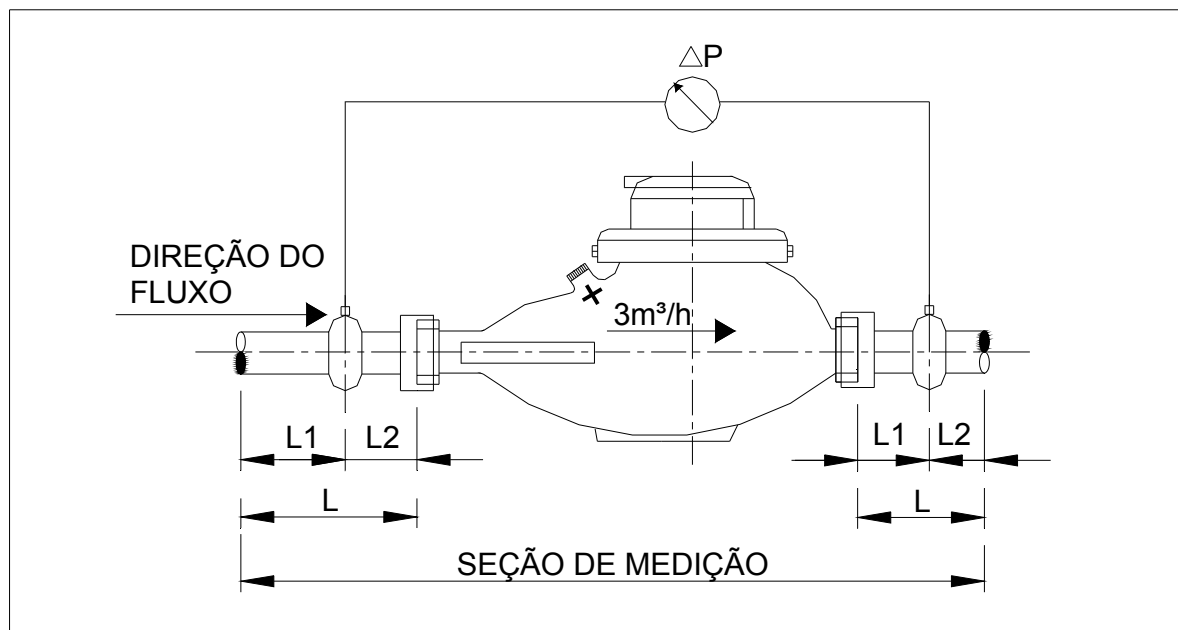 △P
DIREÇÃO DO
FLUXO
3m³/h
L1
L2
L1
L2
L
L
SEÇÃO DE MEDIÇÃO